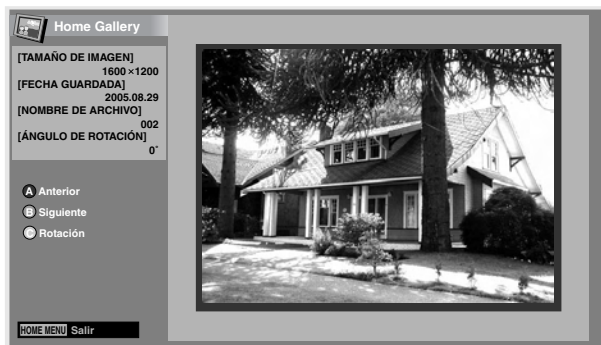 Home Gallery
[TAMAÑO DE IMAGEN]
1600×1200
[FECHA GUARDADA]
2005.08.29
[NOMBRE DE ARCHIVO]
002
[ÁNGULO DE ROTACIÓN]
0°
A Anterior
B Siguiente
C Rotación
HOME MENU Salir